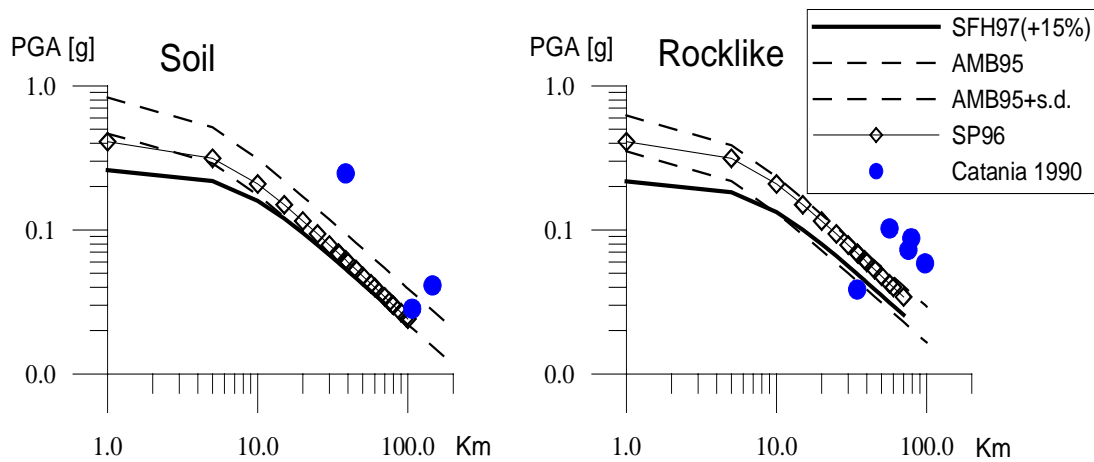 PGA [g]
Soil
1.0
0.1
0.0
1.0
10.0
100.0
Km
PGA [g]
Rocklike
1.0
0.1
0.0
1.0
10.0
100.0
Km
SFH97(+15%)
AMB95
AMB95+s.d.
SP96
Catania 1990